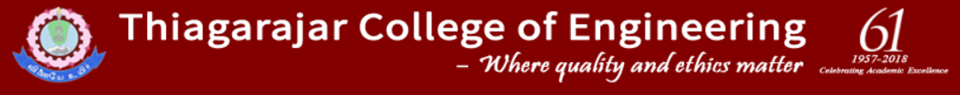 Thiagarajar College of Engineering
– Where quality and ethics matter
61
1957-2018
Celebrating Academic Excellence